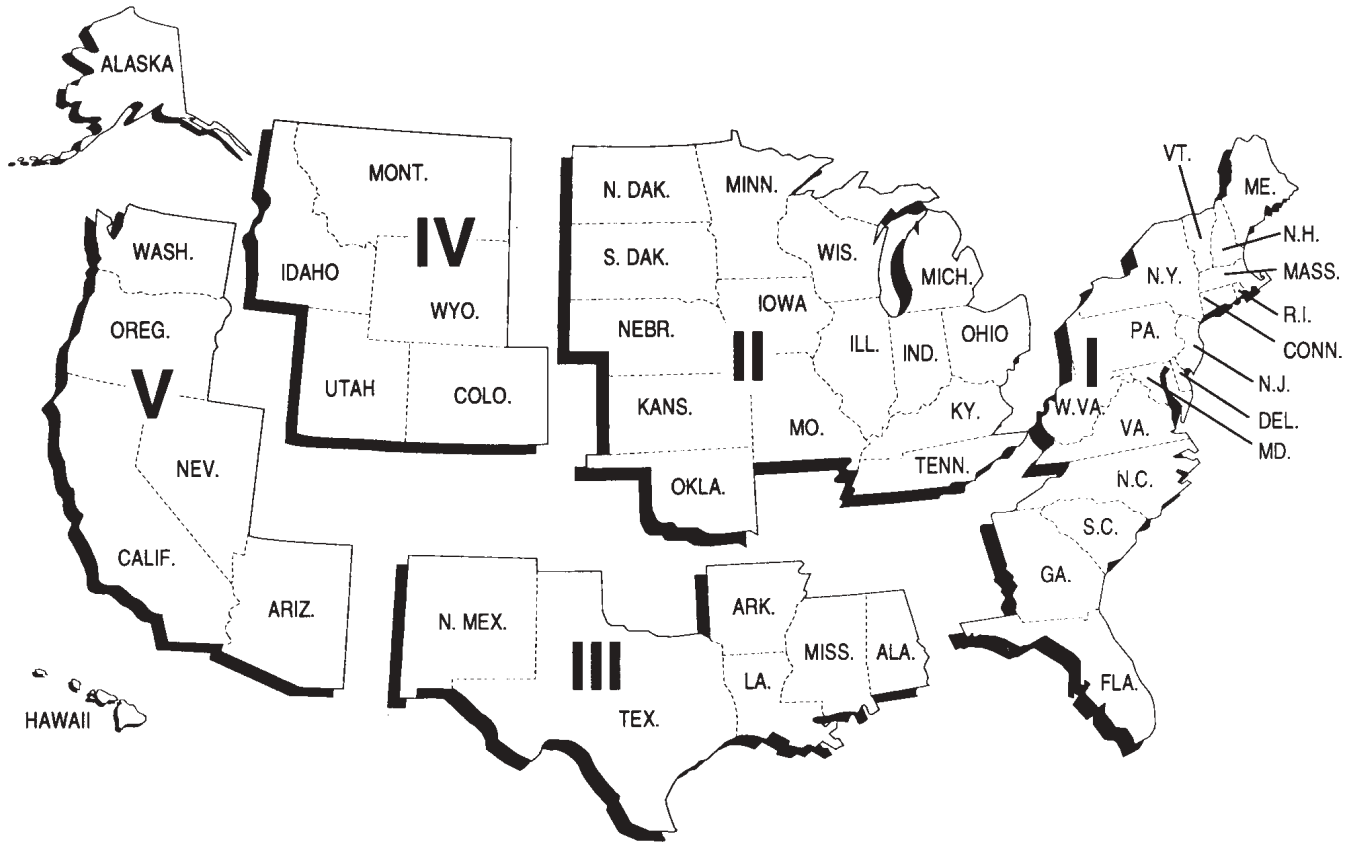 ALASKA
MONT.
IV
IDAHO
WYO.
UTAH
COLO.
WASH.
OREG.
V
NEV.
CALIF.
ARIZ.
HAWAII
N. DAK.
MINN.
S. DAK.
WIS.
MICH.
NEBR.
IOWA
II
ILL.
IND.
OHIO
KANS.
MO.
KY.
OKLA.
TENN.
N. MEX.
III
TEX.
ARK.
LA.
MISS.
ALA.
VT.
ME.
N.H.
N.Y.
MASS.
R.I.
PA.
CONN.
I
N.J.
W.VA.
DEL.
VA.
MD.
N.C.
S.C.
GA.
FLA.